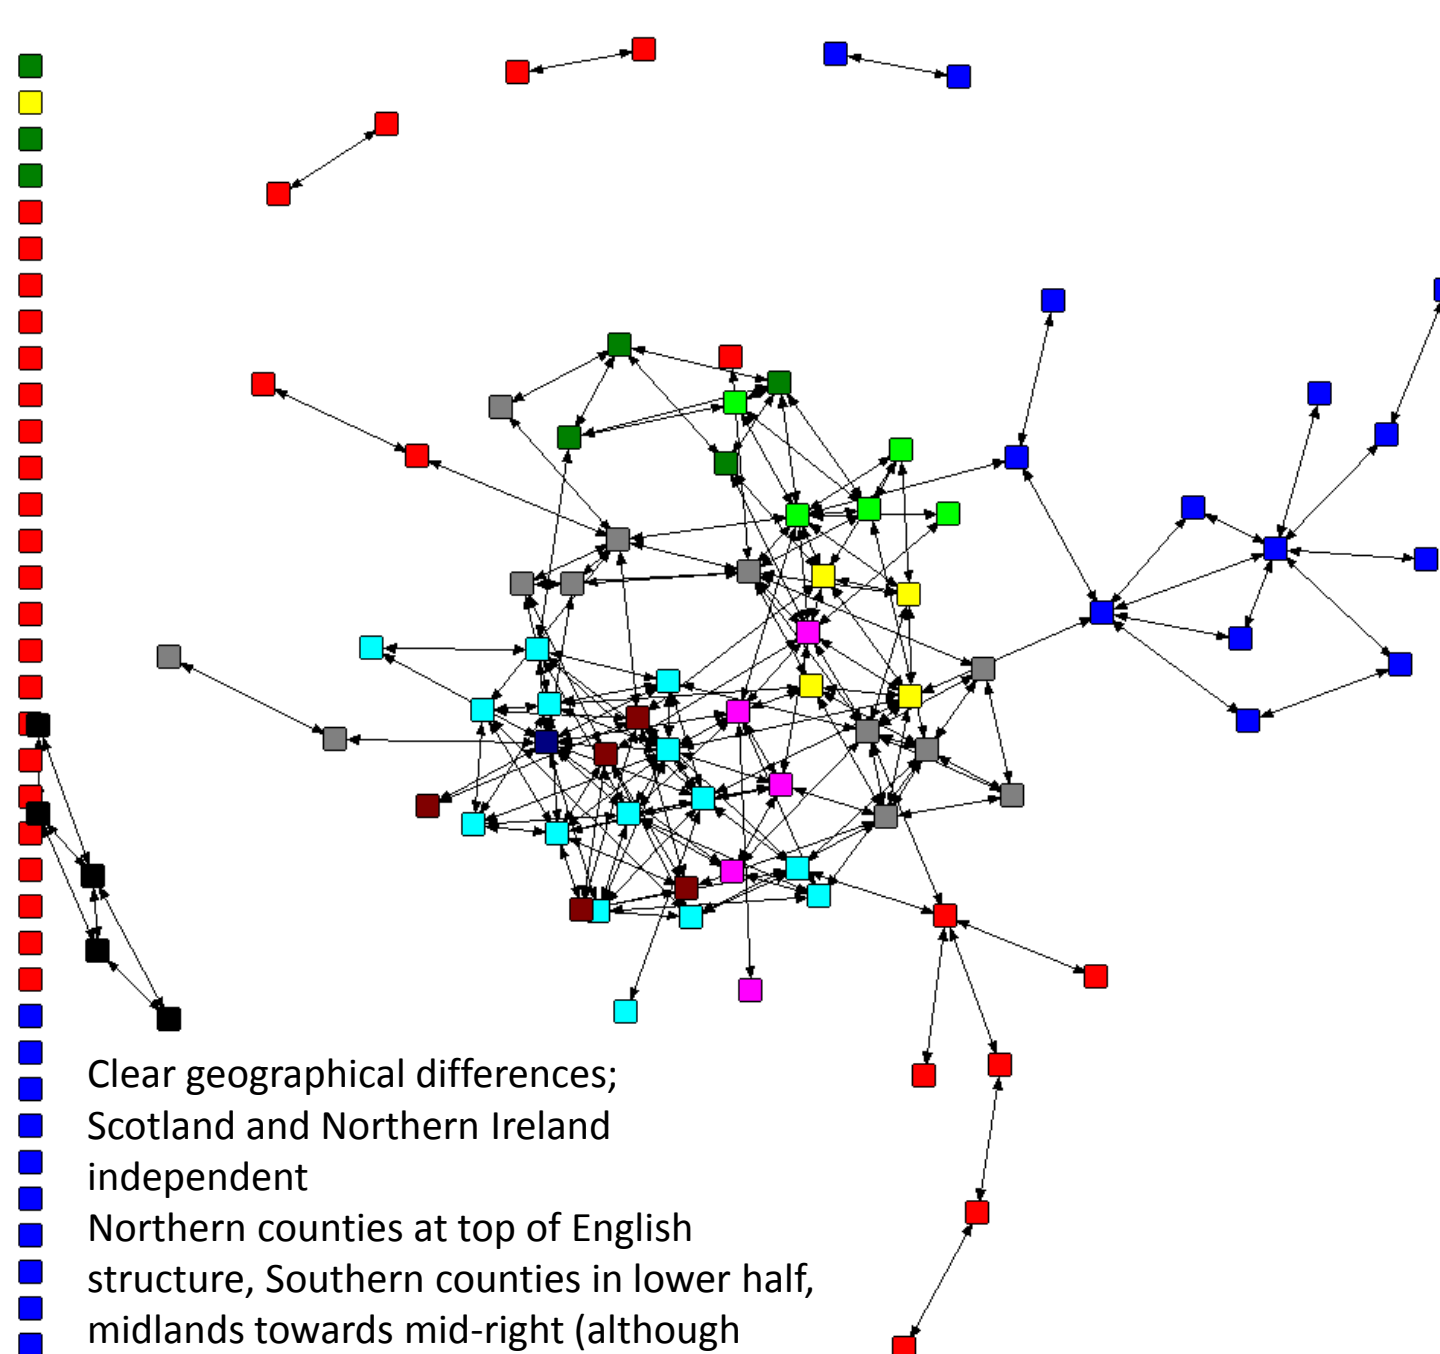 Clear geographical differences;
Scotland and Northern Ireland
independent
Northern counties at top of English
structure, Southern counties in lower half,
midlands towards mid-right (although